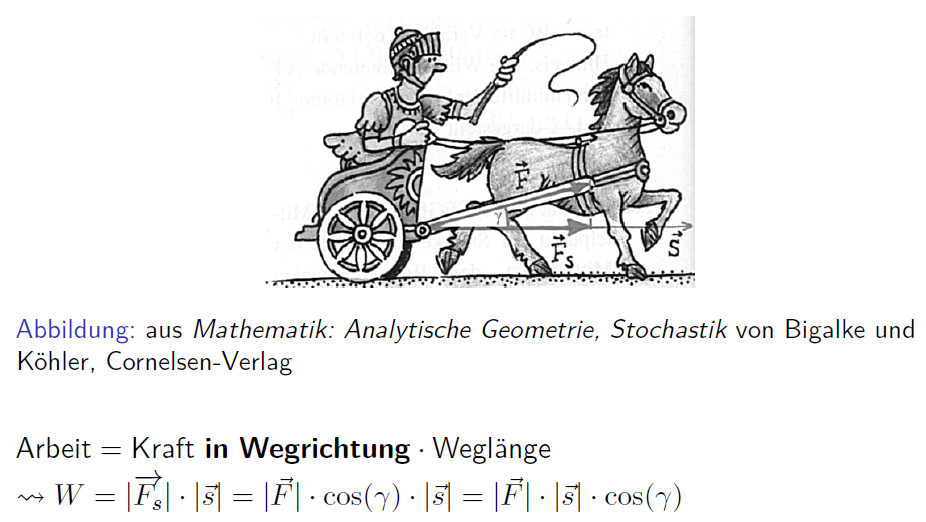 F⃗
γ
F⃗ₛ
s⃗
Abbildung: aus Mathematik: Analytische Geometrie, Stochastik von Bigalke und
Köhler, Cornelsen-Verlag
Arbeit = Kraft in Wegrichtung · Weglänge
⇝ W = |F⃗ₛ| · |s⃗| = |F⃗| · cos(γ) · |s⃗| = |F⃗| · |s⃗| · cos(γ)